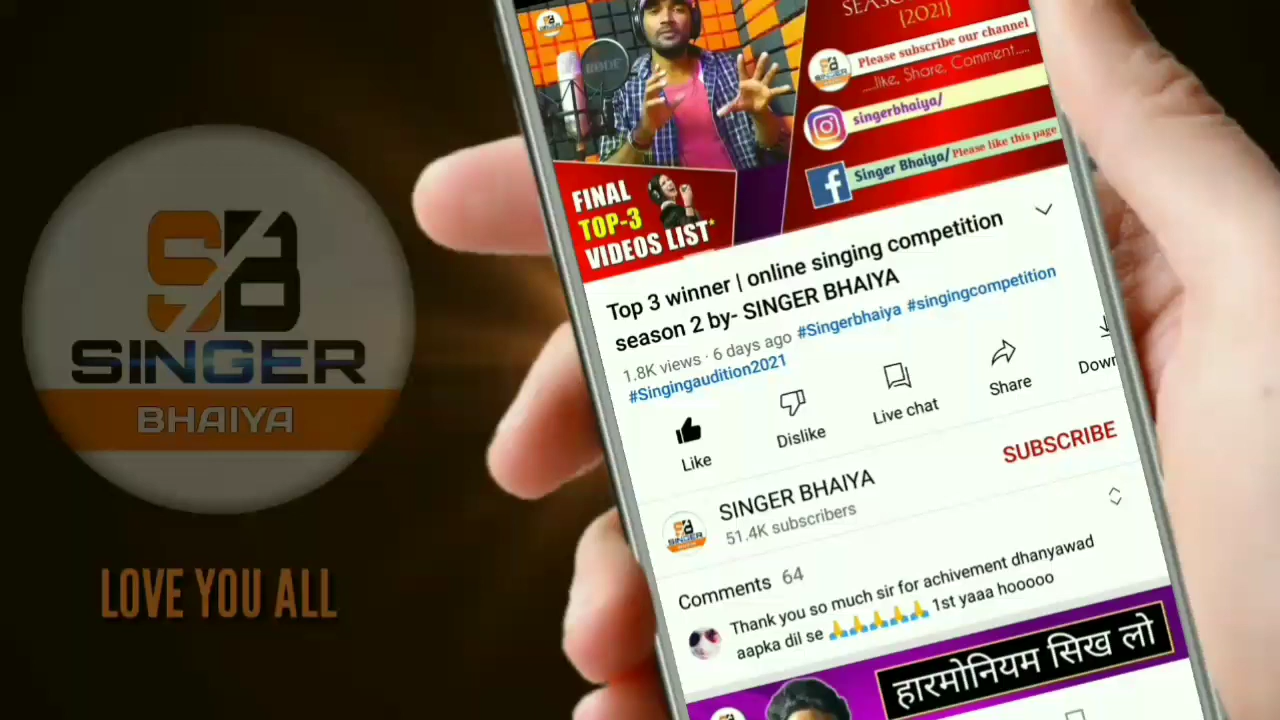 SEASON
{2021}
Please subscribe our channel
....like, Share, Comment.....
SINGER
singerbhaiya/
Singer Bhaiya/ Please like this page
RODE
FINAL
TOP-3
VIDEOS LIST*
Top 3 winner | online singing competition
season 2 by- SINGER BHAIYA
1.8K views · 6 days ago #Singerbhaiya #singingcompetition
#Singingaudition2021
Like
Dislike
Live chat
Share
Down
SINGER BHAIYA
51.4K subscribers
SUBSCRIBE
SINGER
Comments 64
Thank you so much sir for achivement dhanyawad
aapka dil se 🙏🙏🙏🙏🙏 1st yaaa hooooo
हारमोनियम सिख लो
SB
SINGER
BHAIYA
LOVE YOU ALL